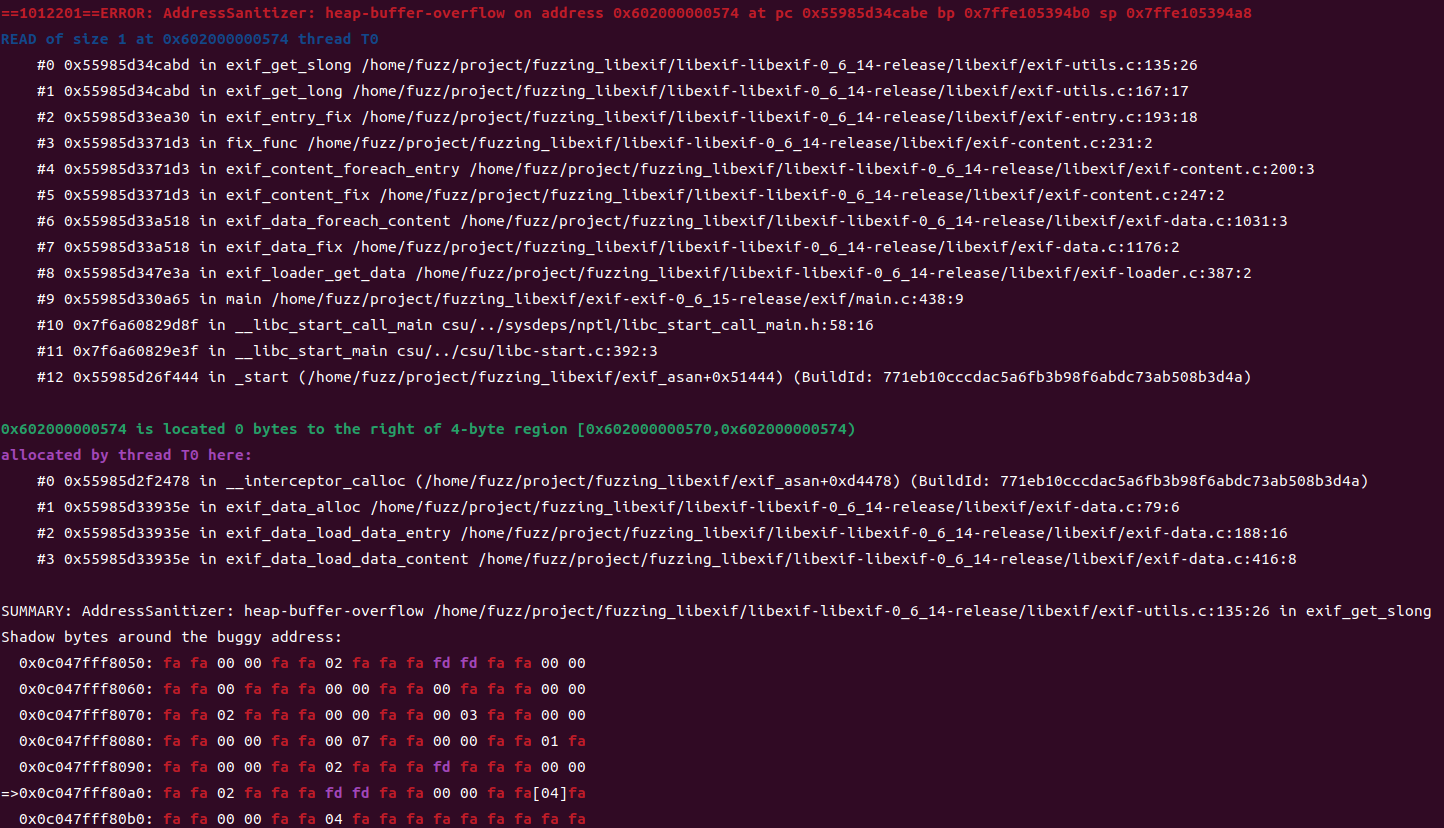 ==1012201==ERROR: AddressSanitizer: heap-buffer-overflow on address 0x602000000574 at pc 0x55985d34cabe bp 0x7ffe105394b0 sp 0x7ffe105394a8
READ of size 1 at 0x602000000574 thread T0
#0 0x55985d34cabd in exif_get_slong /home/fuzz/project/fuzzing_libexif/libexif-libexif-0_6_14-release/libexif/exif-utils.c:135:26
#1 0x55985d34cabd in exif_get_long /home/fuzz/project/fuzzing_libexif/libexif-libexif-0_6_14-release/libexif/exif-utils.c:167:17
#2 0x55985d33ea30 in exif_entry_fix /home/fuzz/project/fuzzing_libexif/libexif-libexif-0_6_14-release/libexif/exif-entry.c:193:18
#3 0x55985d3371d3 in fix_func /home/fuzz/project/fuzzing_libexif/libexif-libexif-0_6_14-release/libexif/exif-content.c:231:2
#4 0x55985d3371d3 in exif_content_foreach_entry /home/fuzz/project/fuzzing_libexif/libexif-libexif-0_6_14-release/libexif/exif-content.c:200:3
#5 0x55985d3371d3 in exif_content_fix /home/fuzz/project/fuzzing_libexif/libexif-libexif-0_6_14-release/libexif/exif-content.c:247:2
#6 0x55985d33a518 in exif_data_foreach_content /home/fuzz/project/fuzzing_libexif/libexif-libexif-0_6_14-release/libexif/exif-data.c:1031:3
#7 0x55985d33a518 in exif_data_fix /home/fuzz/project/fuzzing_libexif/libexif-libexif-0_6_14-release/libexif/exif-data.c:1176:2
#8 0x55985d347e3a in exif_loader_get_data /home/fuzz/project/fuzzing_libexif/libexif-libexif-0_6_14-release/libexif/exif-loader.c:387:2
#9 0x55985d330a65 in main /home/fuzz/project/fuzzing_libexif/exif-exif-0_6_15-release/exif/main.c:438:9
#10 0x7f6a60829d8f in __libc_start_call_main csu/../sysdeps/nptl/libc_start_call_main.h:58:16
#11 0x7f6a60829e3f in __libc_start_main csu/../csu/libc-start.c:392:3
#12 0x55985d26f444 in _start (/home/fuzz/project/fuzzing_libexif/exif_asan+0x51444) (BuildId: 771eb10cccdac5a6fb3b98f6abdc73ab508b3d4a)
0x602000000574 is located 0 bytes to the right of 4-byte region [0x602000000570,0x602000000574)
allocated by thread T0 here:
#0 0x55985d2f2478 in __interceptor_calloc (/home/fuzz/project/fuzzing_libexif/exif_asan+0xd4478) (BuildId: 771eb10cccdac5a6fb3b98f6abdc73ab508b3d4a)
#1 0x55985d33935e in exif_data_alloc /home/fuzz/project/fuzzing_libexif/libexif-libexif-0_6_14-release/libexif/exif-data.c:79:6
#2 0x55985d33935e in exif_data_load_data_entry /home/fuzz/project/fuzzing_libexif/libexif-libexif-0_6_14-release/libexif/exif-data.c:188:16
#3 0x55985d33935e in exif_data_load_data_content /home/fuzz/project/fuzzing_libexif/libexif-libexif-0_6_14-release/libexif/exif-data.c:416:8
SUMMARY: AddressSanitizer: heap-buffer-overflow /home/fuzz/project/fuzzing_libexif/libexif-libexif-0_6_14-release/libexif/exif-utils.c:135:26 in exif_get_slong
Shadow bytes around the buggy address:
0x0c047fff8050: fa fa 00 00 fa fa 02 fa fa fa fd fd fa fa 00 00
0x0c047fff8060: fa fa 00 fa fa fa 00 00 fa fa 00 fa fa fa 00 00
0x0c047fff8070: fa fa 02 fa fa fa 00 00 fa fa 00 03 fa fa 00 00
0x0c047fff8080: fa fa 00 00 fa fa 00 07 fa fa 00 00 fa fa 01 fa
0x0c047fff8090: fa fa 00 00 fa fa 02 fa fa fa fd fa fa fa 00 00
=>0x0c047fff80a0: fa fa 02 fa fa fa fd fd fa fa 00 00 fa fa[04]fa
0x0c047fff80b0: fa fa 00 00 fa fa 04 fa fa fa fa fa fa fa fa fa